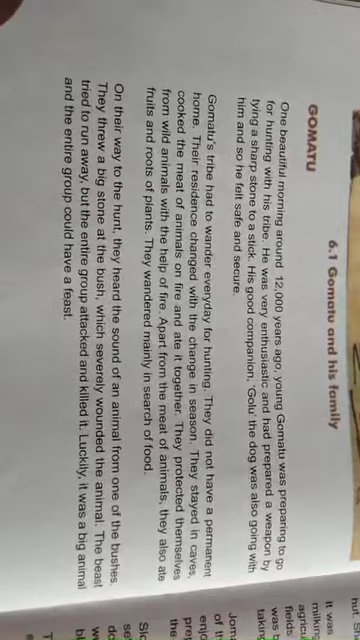 6.1 Gomatu and his family
GOMATU
One beautiful morning around 12,000 years ago, young Gomatu was preparing to go
for hunting with his tribe. He was very enthusiastic and had prepared a weapon by
tying a sharp stone to a stick. His good companion, 'Golu' the dog was also going with
him and so he felt safe and secure.
Gomatu's tribe had to wander everyday for hunting. They did not have a permanent
home. Their residence changed with the change in season. They stayed in caves,
cooked the meat of animals on fire and ate it together. They protected themselves
from wild animals with the help of fire. Apart from the meat of animals, they also ate
fruits and roots of plants. They wandered mainly in search of food.
On their way to the hunt, they heard the sound of an animal from one of the bushes.
They threw a big stone at the bush, which severely wounded the animal. The beast
tried to run away, but the entire group attacked and killed it. Luckily, it was a big animal
and the entire group could have a feast.
It was
milking
fields
was
of th
the